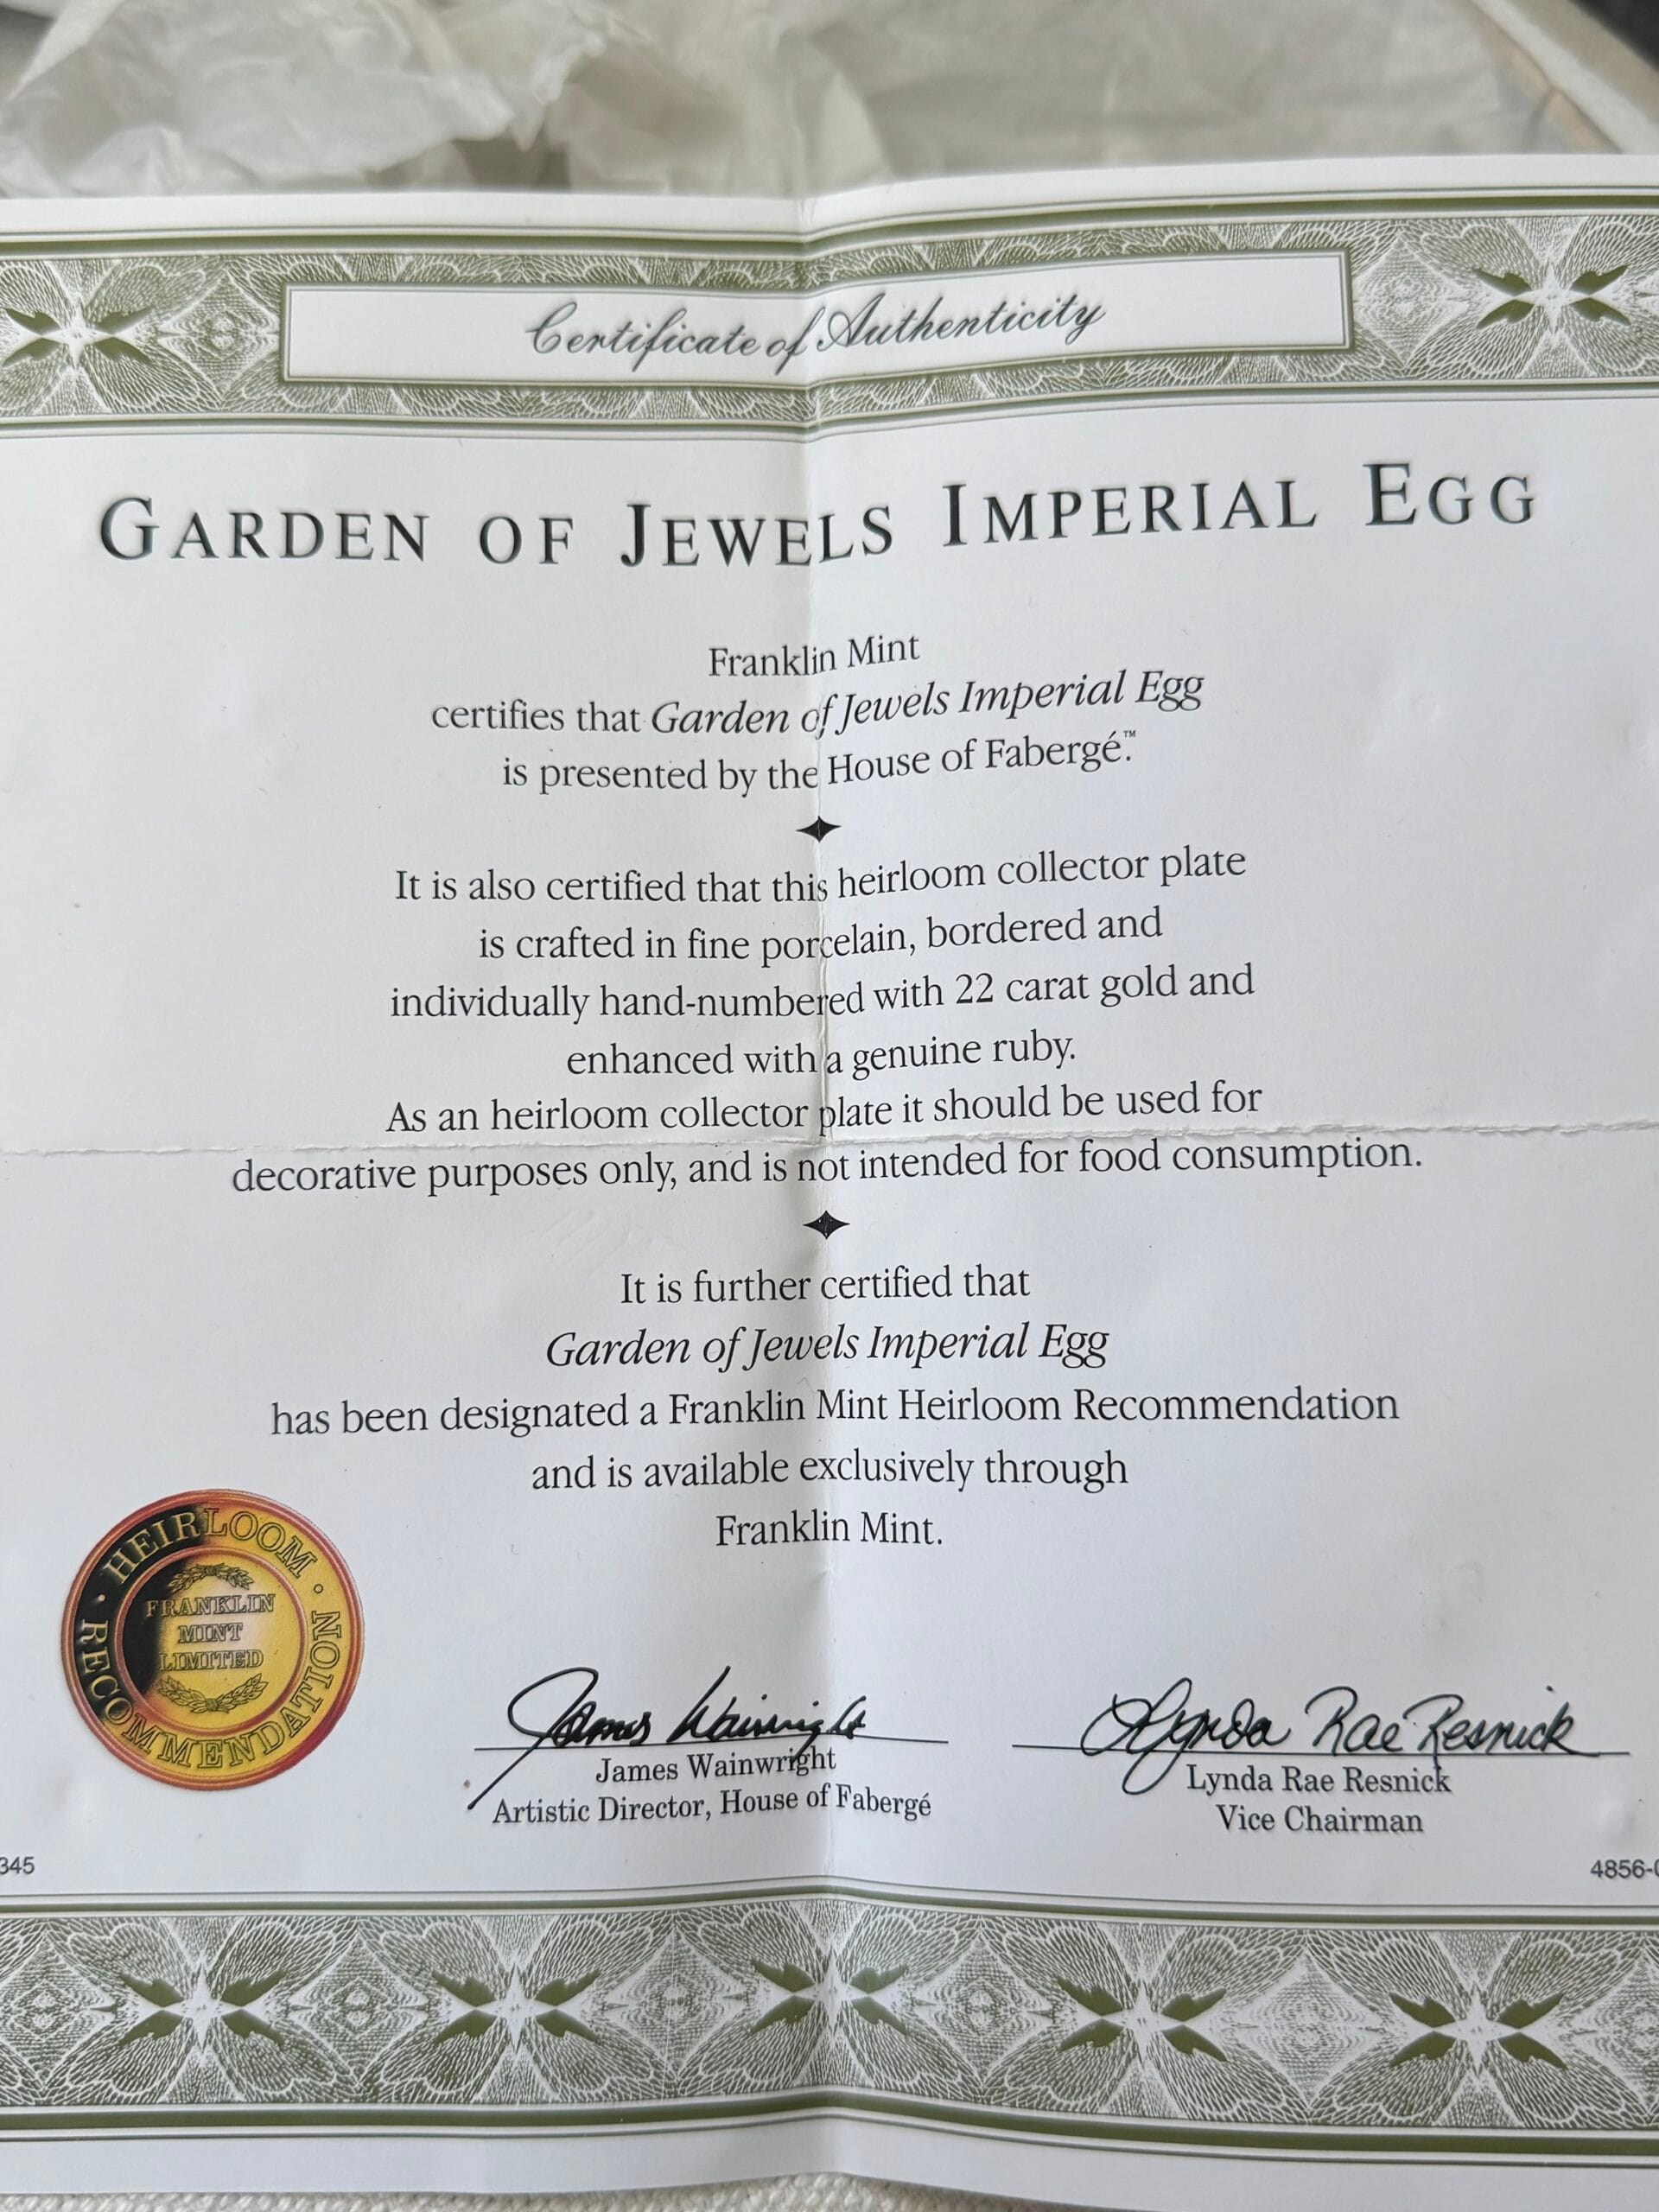 Certificate of Authenticity
GARDEN OF JEWELS IMPERIAL EGG
Franklin Mint
certifies that Garden of Jewels Imperial Egg
is presented by the House of Fabergé.™
It is also certified that this heirloom collector plate
is crafted in fine porcelain, bordered and
individually hand-numbered with 22 carat gold and
enhanced with a genuine ruby.
As an heirloom collector plate it should be used for
decorative purposes only, and is not intended for food consumption.
It is further certified that
Garden of Jewels Imperial Egg
has been designated a Franklin Mint Heirloom Recommendation
and is available exclusively through
Franklin Mint.
· HEIRLOOM · RECOMMENDATION
FRANKLIN
MINT
LIMITED
James Wainwright
James Wainwright
Artistic Director, House of Fabergé
Lynda Rae Resnick
Lynda Rae Resnick
Vice Chairman
345
4856-